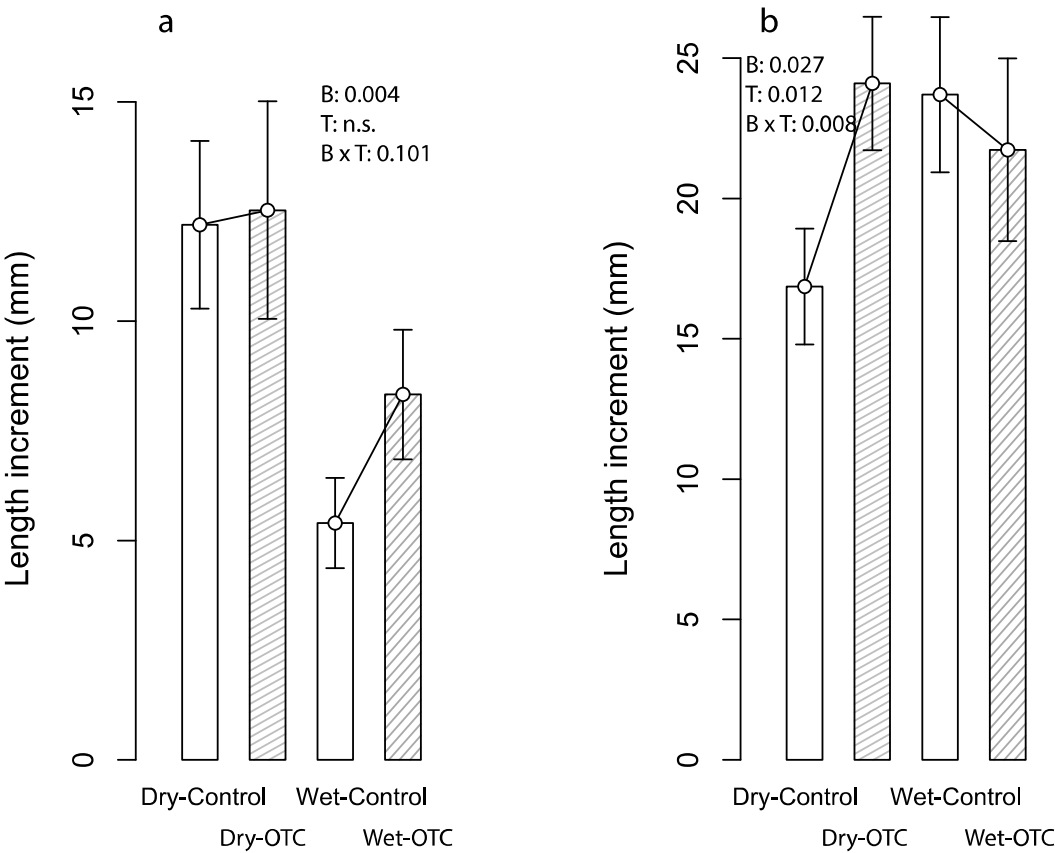 a
B: 0.004
T: n.s.
B x T: 0.101
Length increment (mm)
15
10
5
0
Dry-Control
Wet-Control
Dry-OTC
Wet-OTC
b
B: 0.027
T: 0.012
B x T: 0.008
Length increment (mm)
25
20
15
10
5
0
Dry-Control
Wet-Control
Dry-OTC
Wet-OTC